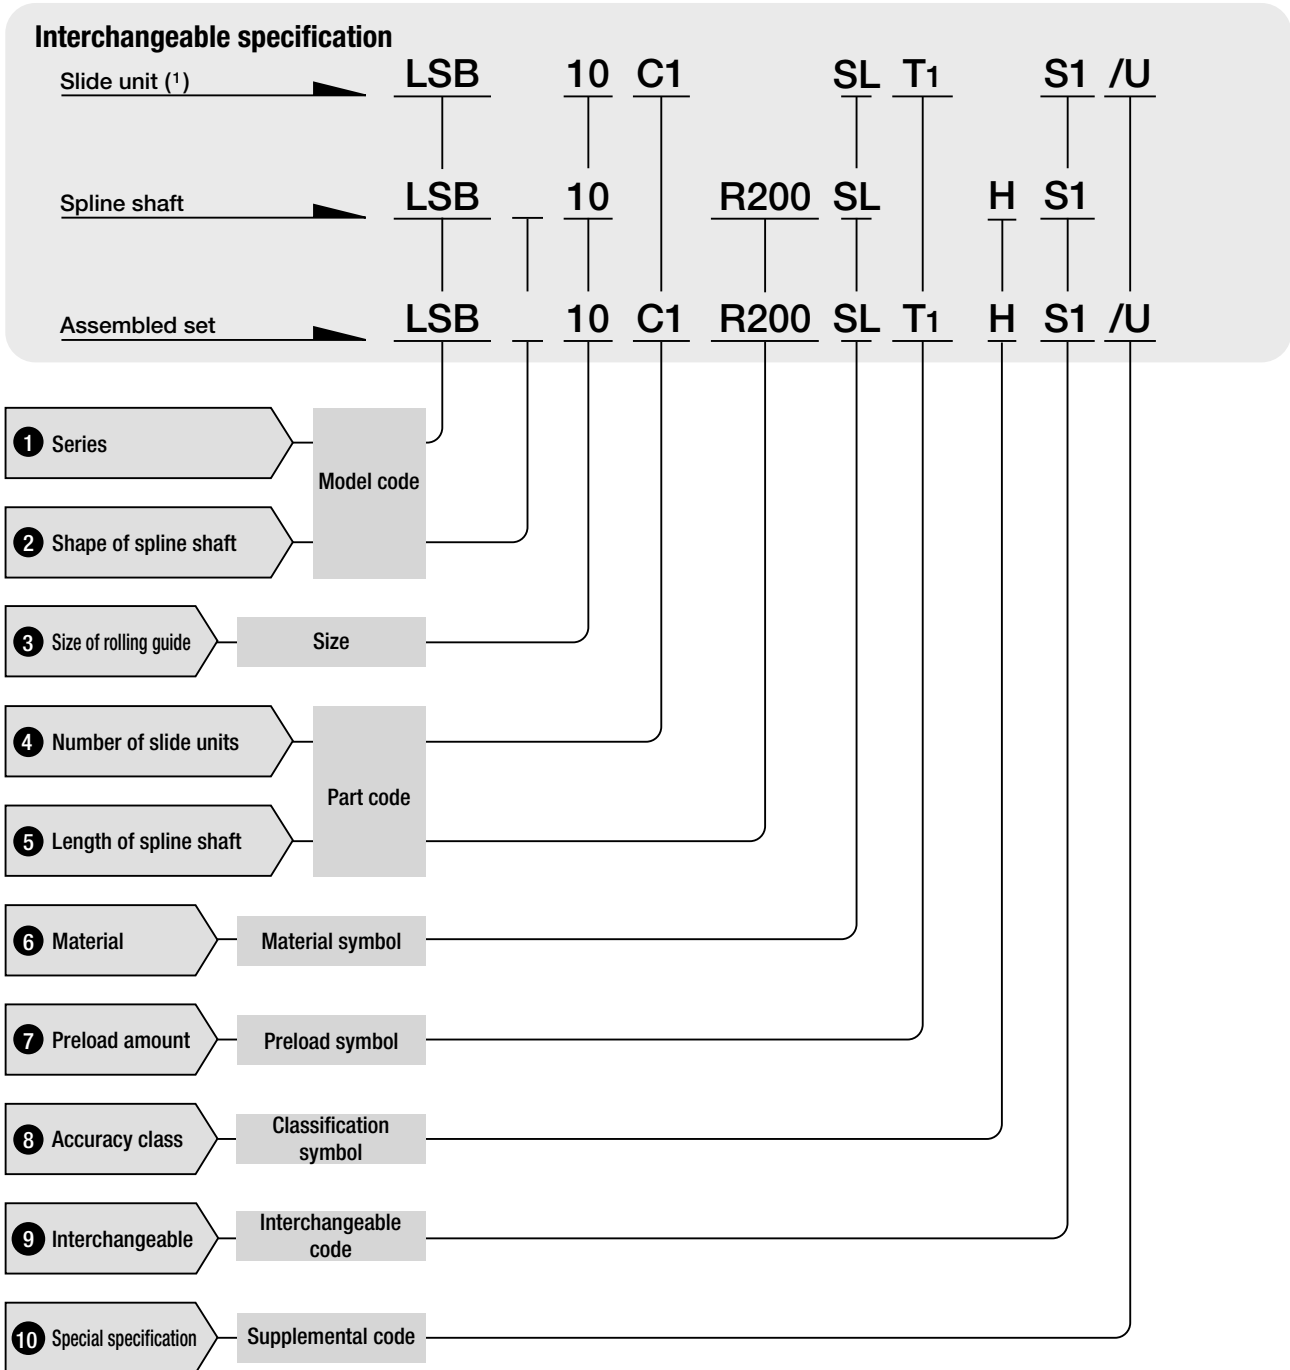 Interchangeable specification
Slide unit (1) LSB 10 C1 SL T1 S1 /U
Spline shaft LSB 10 R200 SL H S1
Assembled set LSB 10 C1 R200 SL T1 H S1 /U
1 Series
Model code
2 Shape of spline shaft
3 Size of rolling guide Size
4 Number of slide units
Part code
5 Length of spline shaft
6 Material Material symbol
7 Preload amount Preload symbol
8 Accuracy class Classification
symbol
9 Interchangeable Interchangeable
code
10 Special specification Supplemental code